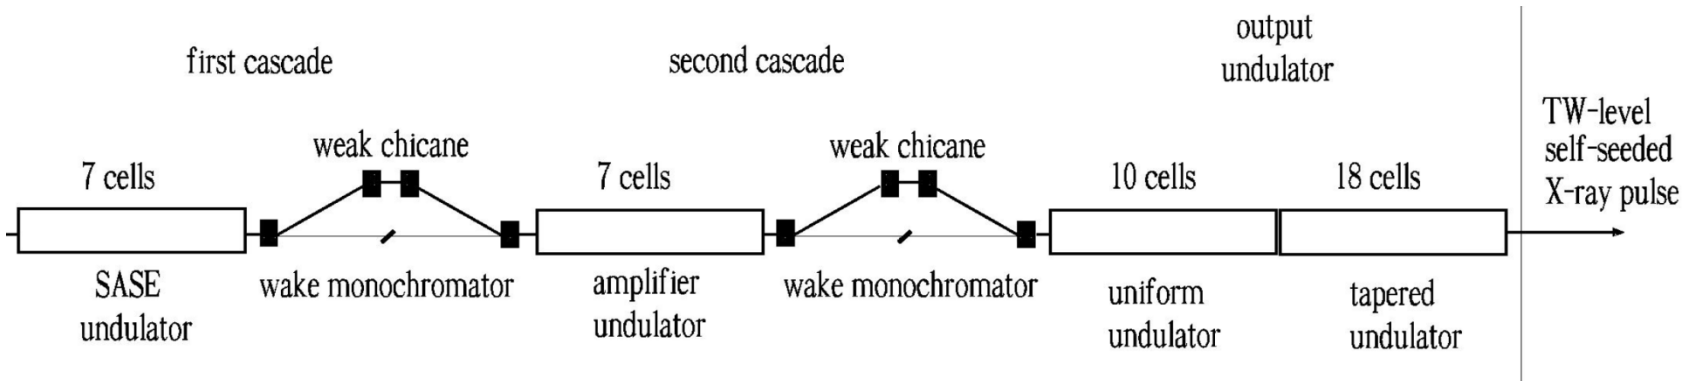 first cascade
second cascade
output
undulator
7 cells
weak chicane
7 cells
weak chicane
10 cells
18 cells
TW-level
self-seeded
X-ray pulse
SASE
undulator
wake monochromator
amplifier
undulator
wake monochromator
uniform
undulator
tapered
undulator